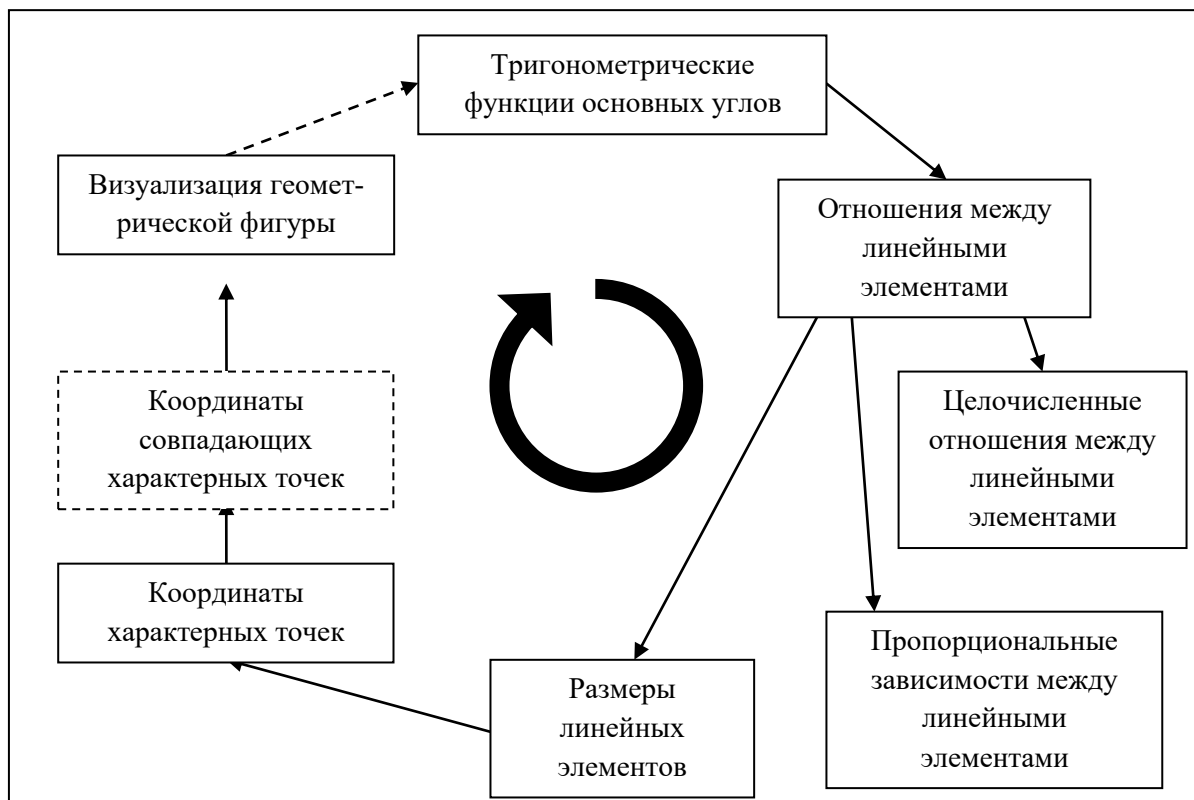 Тригонометрические
функции основных углов
Визуализация геомет-
рической фигуры
Отношения между
линейными
элементами
Координаты
совпадающих
характерных точек
Целочисленные
отношения между
линейными
элементами
Координаты
характерных точек
Пропорциональные
зависимости между
линейными
элементами
Размеры
линейных
элементов